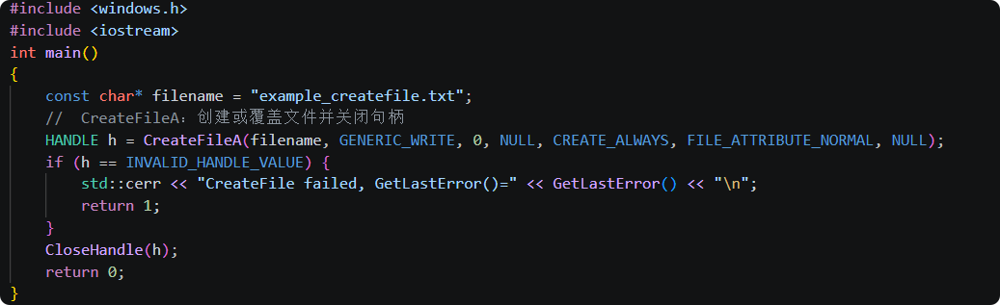 #include <windows.h>
#include <iostream>
int main()
{
    const char* filename = "example_createfile.txt";
    //  CreateFileA：创建或覆盖文件并关闭句柄
    HANDLE h = CreateFileA(filename, GENERIC_WRITE, 0, NULL, CREATE_ALWAYS, FILE_ATTRIBUTE_NORMAL, NULL);
    if (h == INVALID_HANDLE_VALUE) {
        std::cerr << "CreateFile failed, GetLastError()=" << GetLastError() << "\n";
        return 1;
    }
    CloseHandle(h);
    return 0;
}